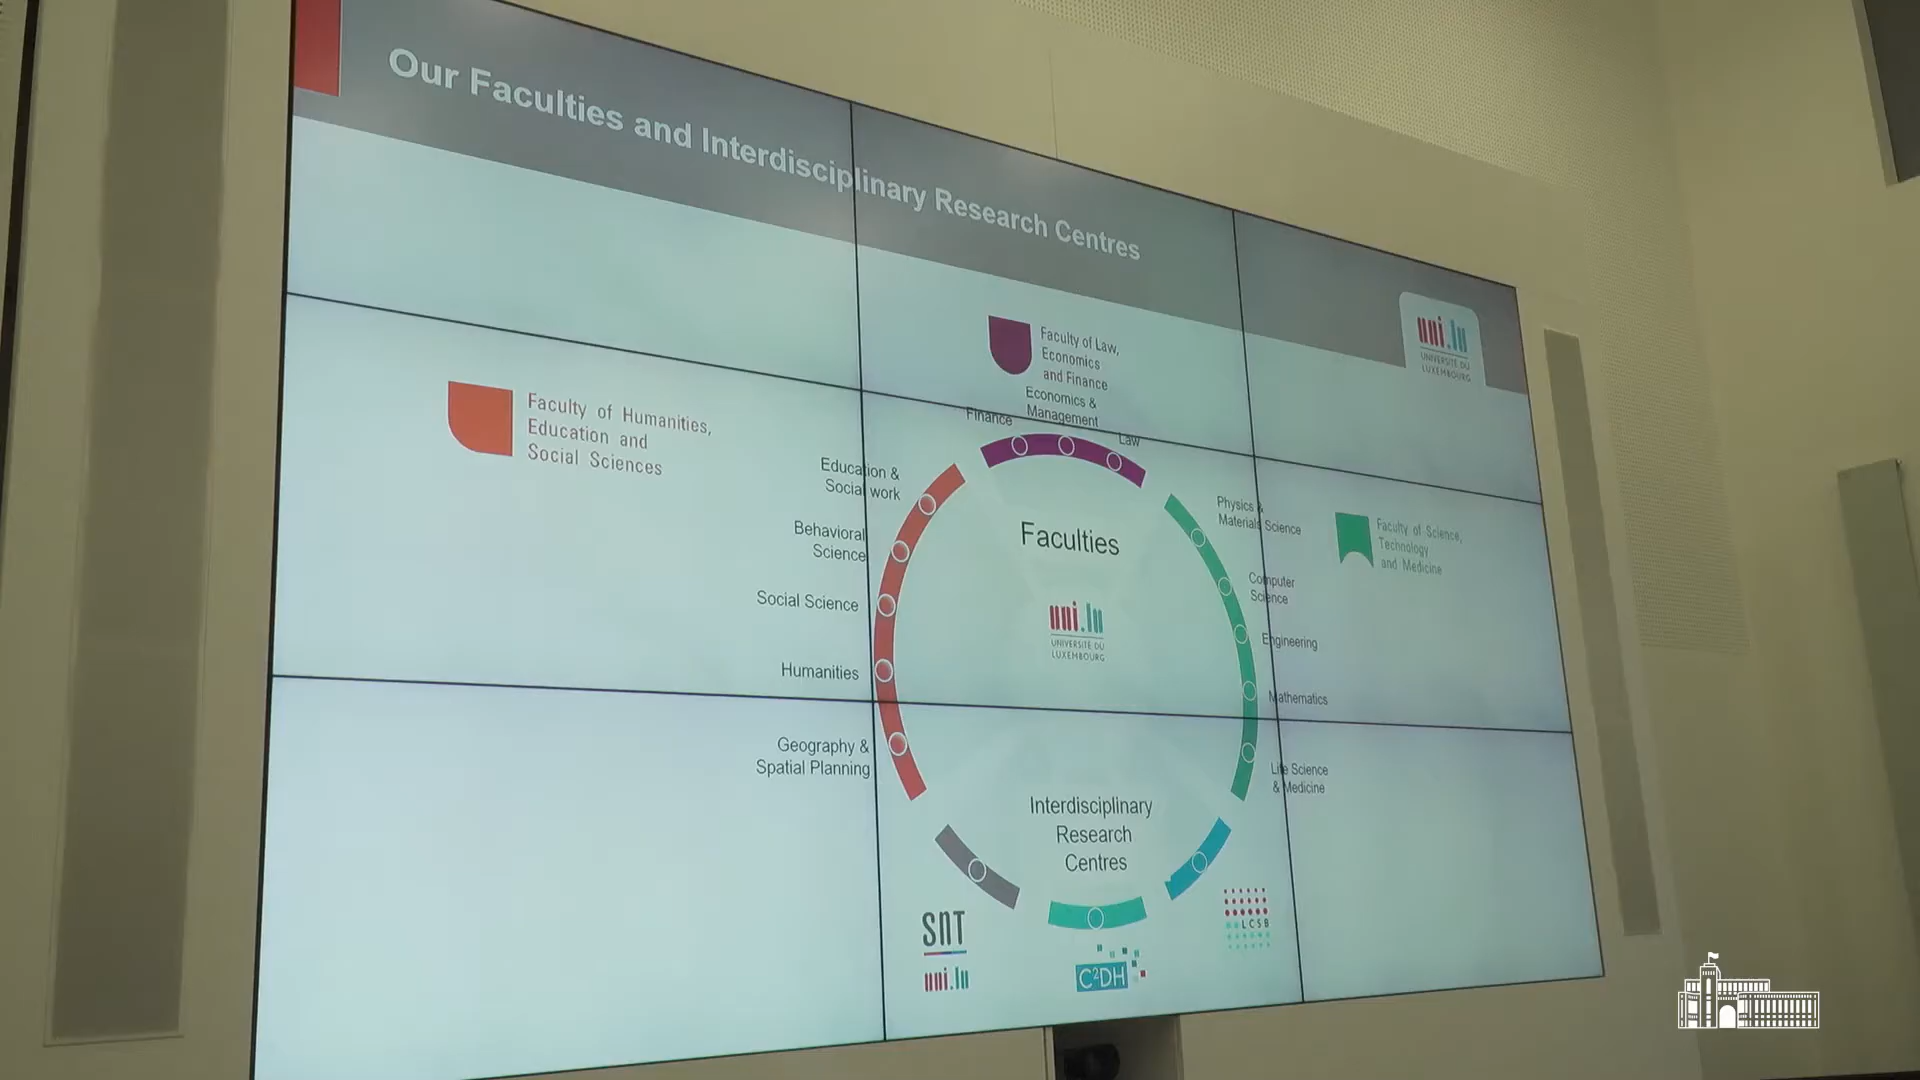 Our Faculties and Interdisciplinary Research Centres
uni.lu
UNIVERSITÉ DU
LUXEMBOURG
Faculty of Law,
Economics
and Finance
Faculty of Humanities,
Education and
Social Sciences
Finance
Economics &
Management
Law
Education &
Social work
Behavioral
Science
Social Science
Humanities
Geography &
Spatial Planning
Faculties
uni.lu
UNIVERSITÉ DU
LUXEMBOURG
Physics &
Materials Science
Computer
Science
Engineering
Mathematics
Life Science
& Medicine
Faculty of Science,
Technology
and Medicine
Interdisciplinary
Research
Centres
SNT
uni.lu
C²DH
LCSB